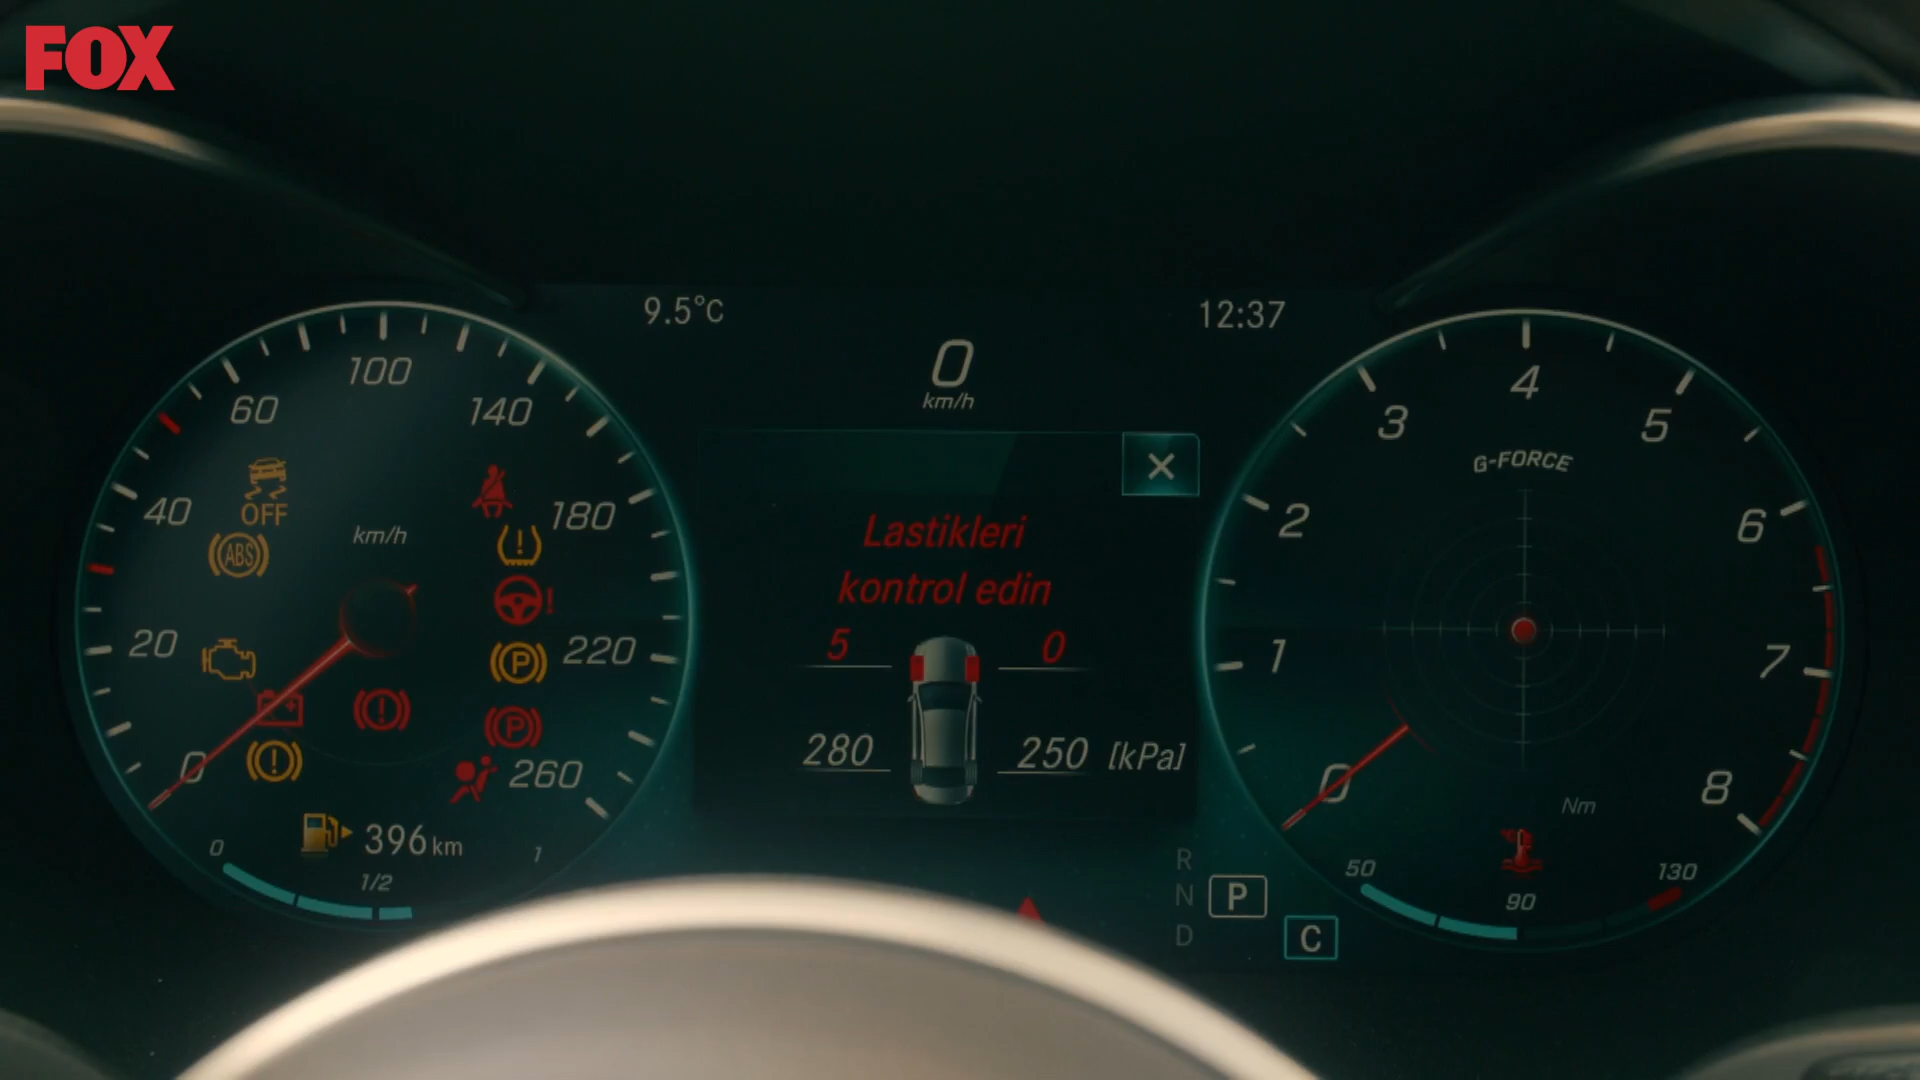 FOX
9.5°C
12:37
0
km/h
Lastikleri
kontrol edin
5
0
280
250 [kPa]
0
20
40
60
100
140
180
220
260
km/h
OFF
ABS
P
P
396 km
0
1/2
1
0
1
2
3
4
5
6
7
8
G-FORCE
Nm
50
90
130
R
N
P
D
C